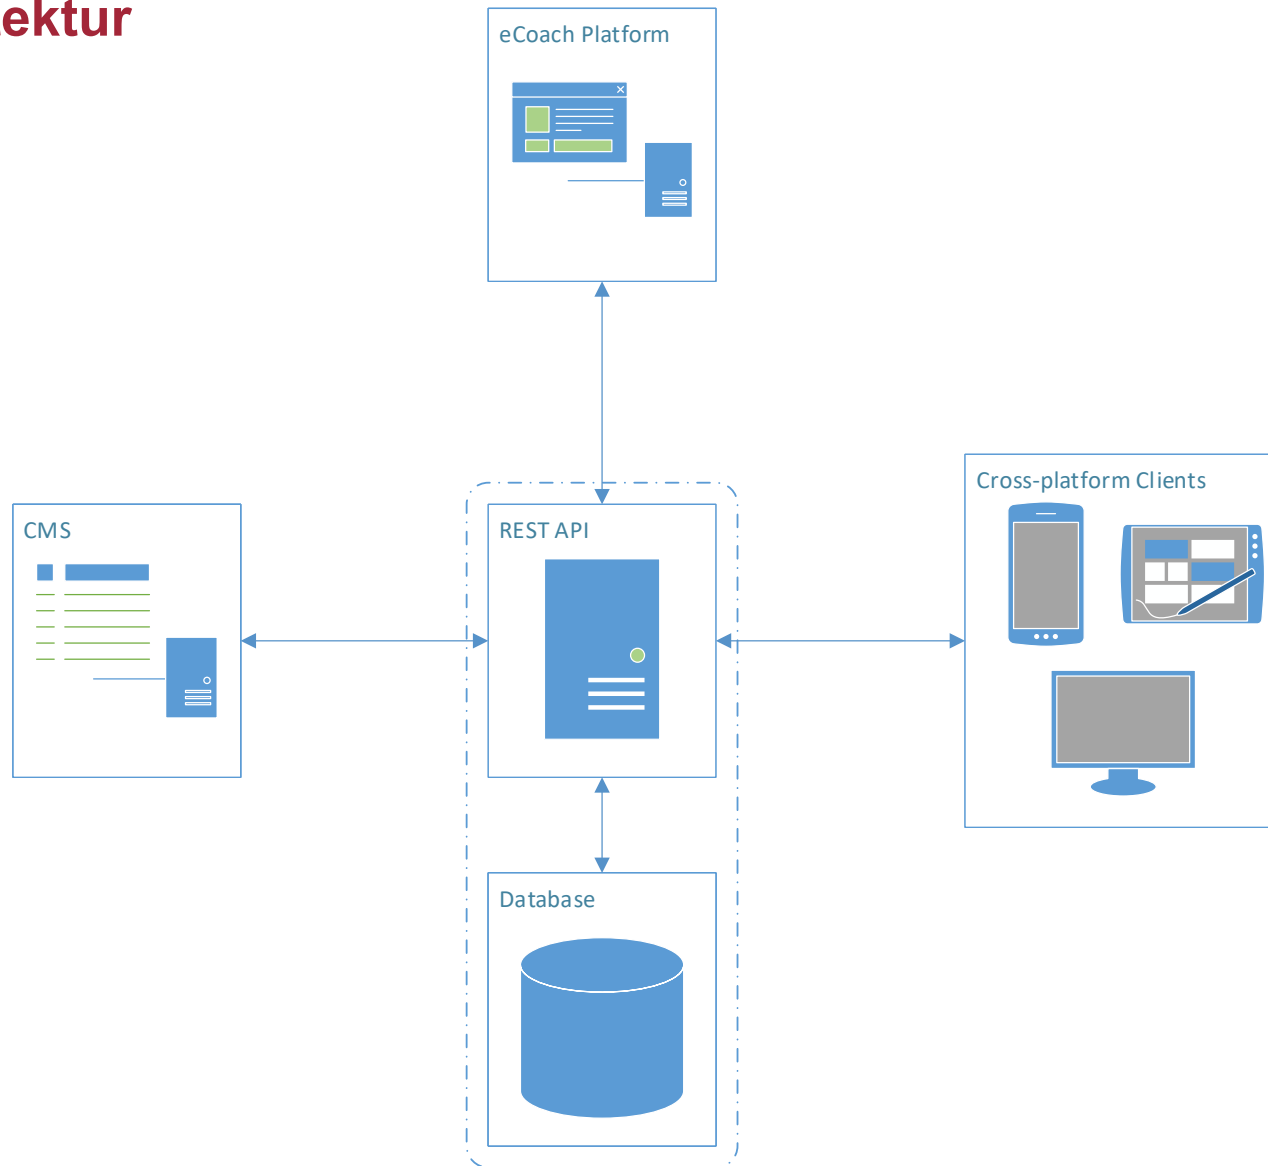 ektur
eCoach Platform
Cross-platform Clients
CMS
REST API
Database